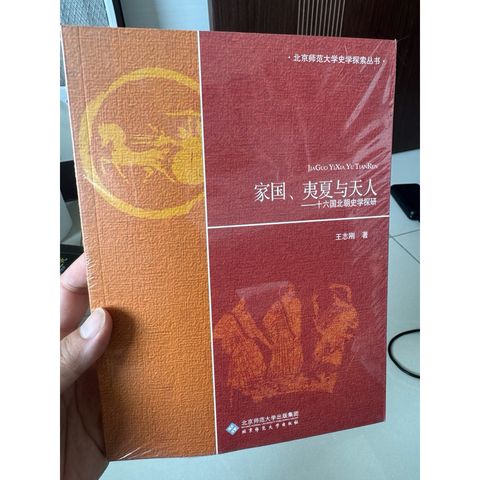 ·北京师范大学史学探索丛书·
JIAGUO YIXIA YU TIANREN
家国、夷夏与天人
——十六国北朝史学探研
王志刚 著
北京师范大学出版集团
北京师范大学出版社